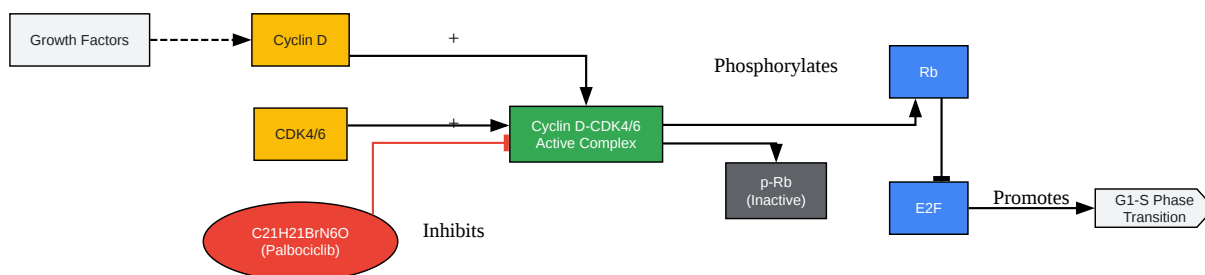 Growth Factors
Cyclin D
+
Phosphorylates
Rb
CDK4/6
+
Cyclin D-CDK4/6
Active Complex
p-Rb
(Inactive)
E2F
Promotes
G1-S Phase
Transition
C21H21BrN6O
(Palbociclib)
Inhibits